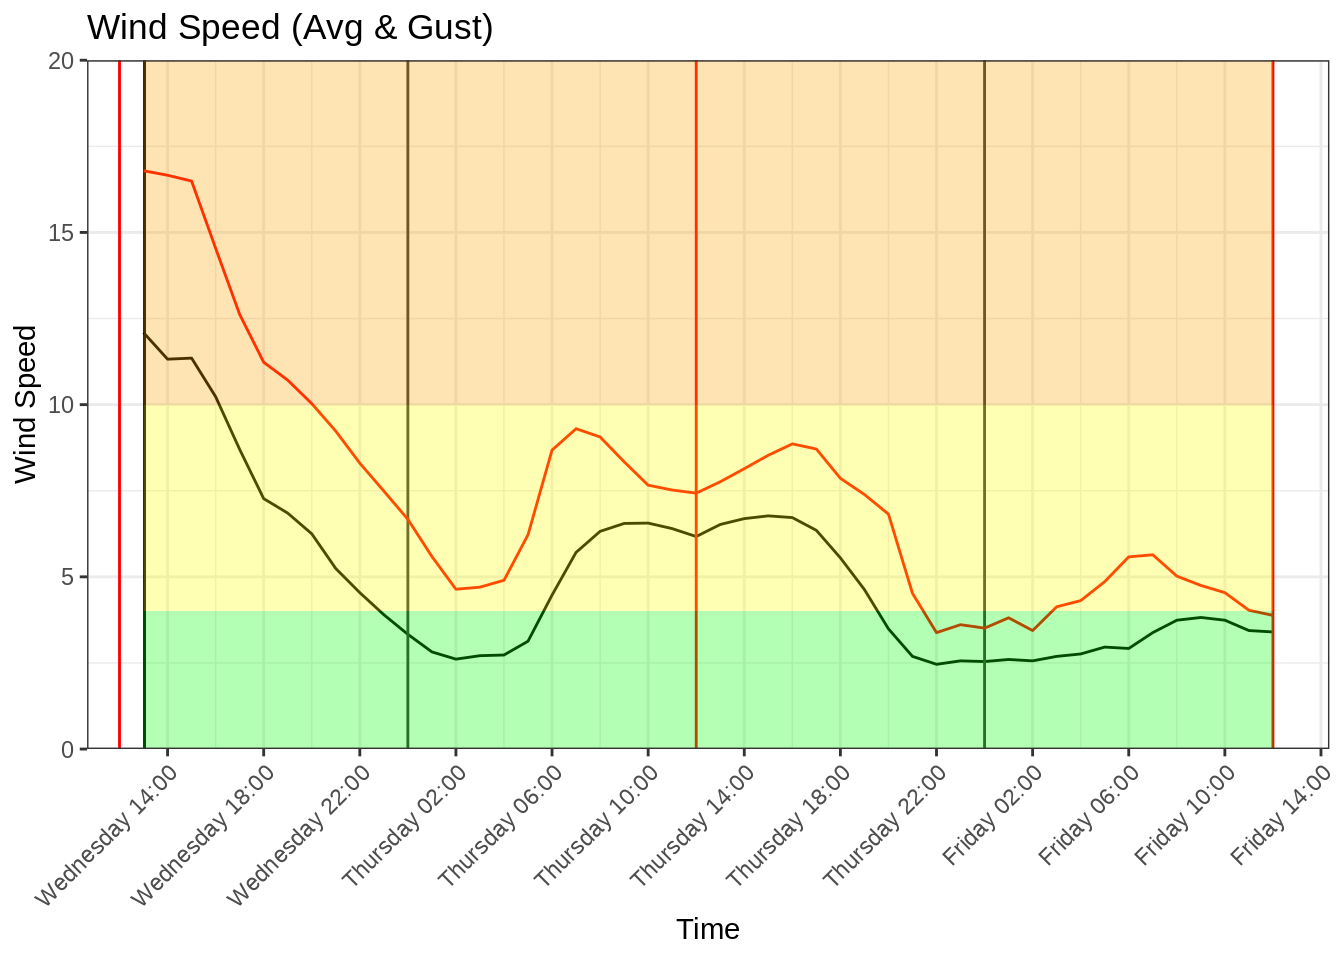 Wind Speed (Avg & Gust)
20
15
10
5
0
Wind Speed
Wednesday 14:00
Wednesday 18:00
Wednesday 22:00
Thursday 02:00
Thursday 06:00
Thursday 10:00
Thursday 14:00
Thursday 18:00
Thursday 22:00
Friday 02:00
Friday 06:00
Friday 10:00
Friday 14:00
Time